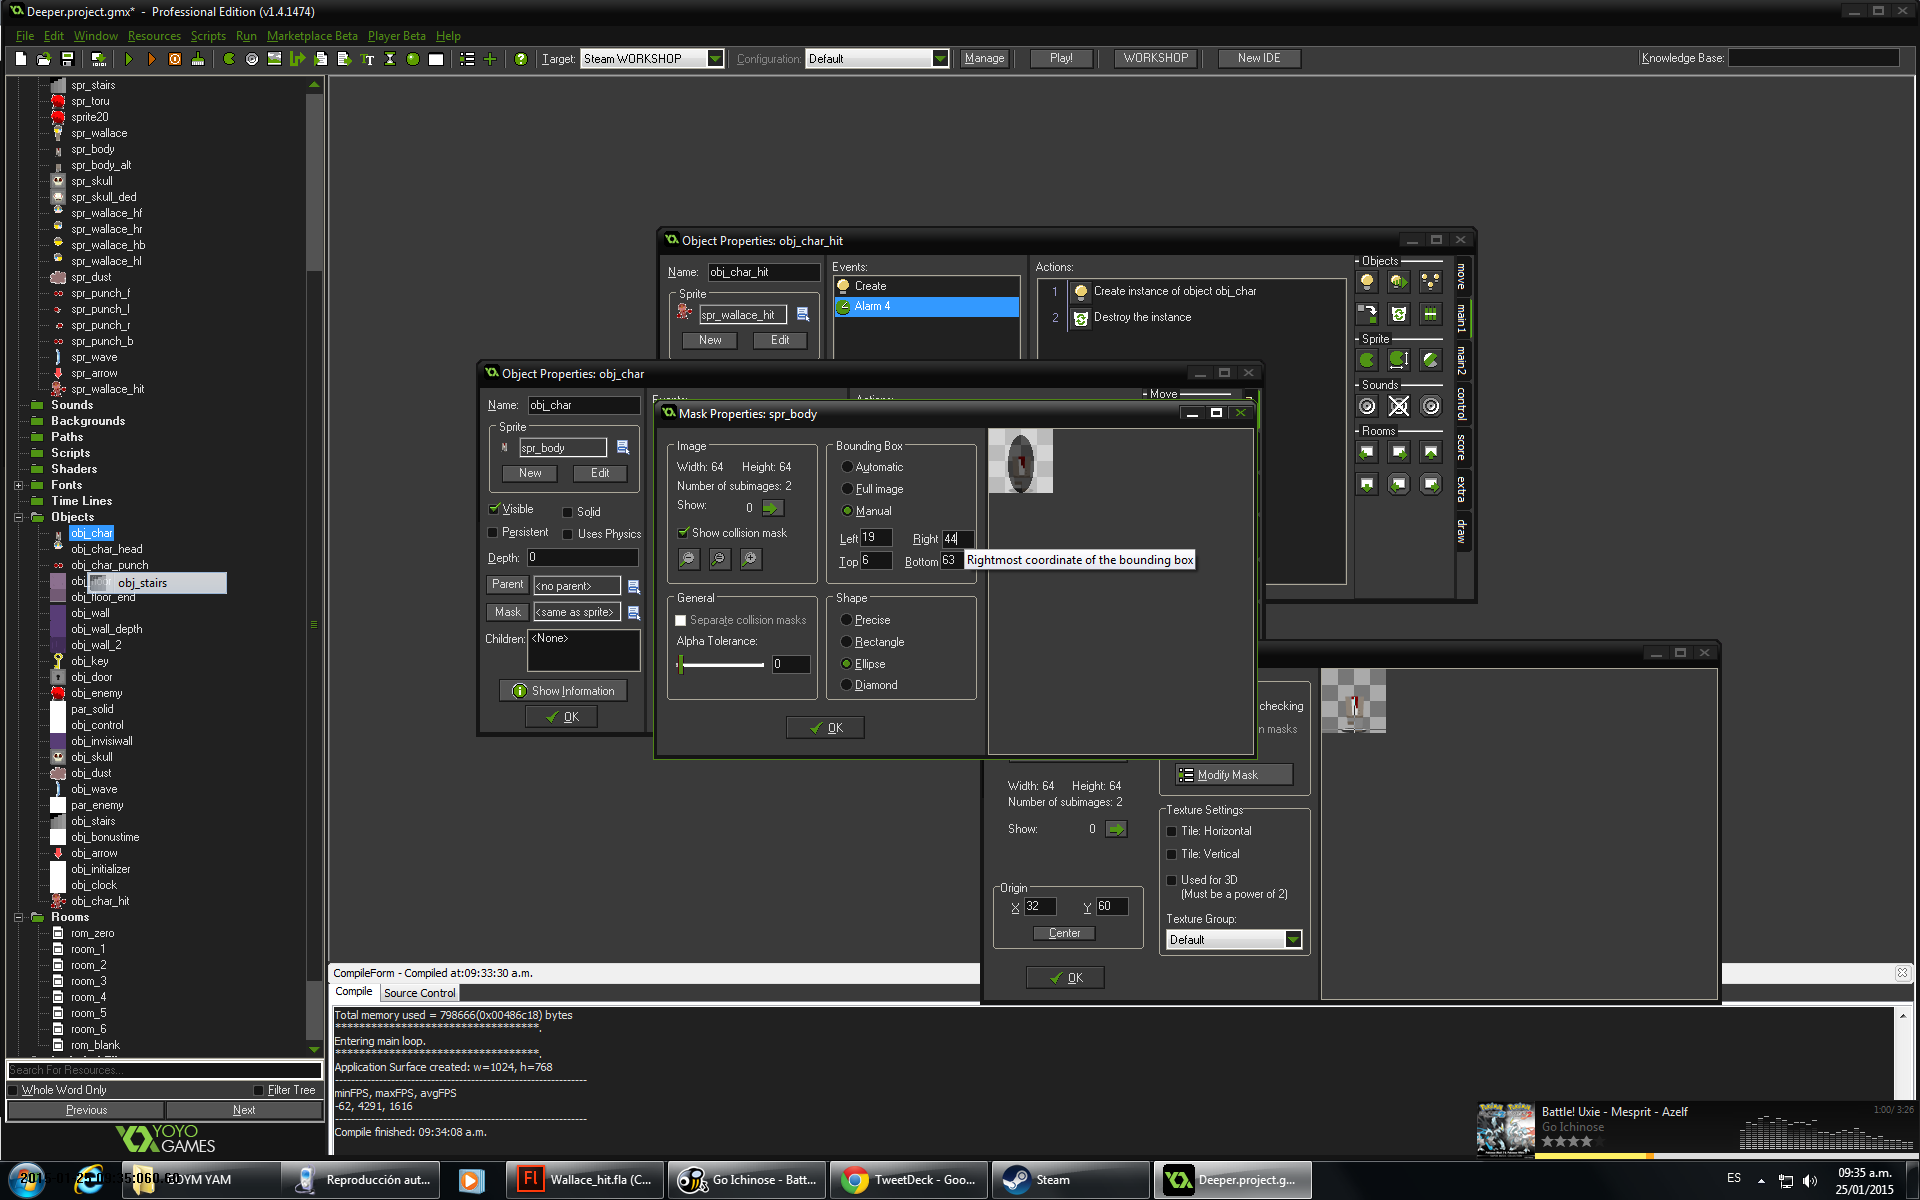 Deeper.project.gmx* - Professional Edition (v1.4.1474)
File Edit Window Resources Scripts Run Marketplace Beta Player Beta Help
Target: Steam WORKSHOP Configuration: Default Manage Play! WORKSHOP New IDE Knowledge Base:
spr_stairs
spr_toru
sprite20
spr_wallace
spr_body
spr_body_alt
spr_skull
spr_skull_ded
spr_wallace_hf
spr_wallace_hr
spr_wallace_hb
spr_wallace_hl
spr_dust
spr_punch_f
spr_punch_l
spr_punch_r
spr_punch_b
spr_wave
spr_arrow
spr_wallace_hit
Sounds
Backgrounds
Paths
Scripts
Shaders
Fonts
Time Lines
Objects
obj_char
obj_char_head
obj_char_punch
obj_stairs
obj_floor_end
obj_wall
obj_wall_depth
obj_wall_2
obj_key
obj_door
obj_enemy
par_solid
obj_control
obj_invisiwall
obj_skull
obj_dust
obj_wave
par_enemy
obj_stairs
obj_bonustime
obj_arrow
obj_initializer
obj_clock
obj_char_hit
Rooms
rom_zero
room_1
room_2
room_3
room_4
room_5
room_6
rom_blank
Search For Resources...
Whole Word Only Filter Tree
Previous Next
YOYO
GAMES
Object Properties: obj_char_hit
Name: obj_char_hit
Sprite
spr_wallace_hit
New Edit
Events:
Create
Alarm 4
Actions:
1 Create instance of object obj_char
2 Destroy the instance
Objects
Sprite
Sounds
Rooms
move
main1
main2
control
score
extra
draw
Object Properties: obj_char
Name: obj_char
Sprite
spr_body
New Edit
Visible Solid
Persistent Uses Physics
Depth: 0
Parent <no parent>
Mask <same as sprite>
Children: <None>
Show Information
OK
Move
Mask Properties: spr_body
Image
Width: 64 Height: 64
Number of subimages: 2
Show: 0
Show collision mask
General
Separate collision masks
Alpha Tolerance:
0
Bounding Box
Automatic
Full image
Manual
Left 19 Right 44
Top 6 Bottom 63
Rightmost coordinate of the bounding box
Shape
Precise
Rectangle
Ellipse
Diamond
OK
checking
n masks
Modify Mask
Width: 64 Height: 64
Number of subimages: 2
Show: 0
Origin
X 32 Y 60
Center
OK
Texture Settings
Tile: Horizontal
Tile: Vertical
Used for 3D
(Must be a power of 2)
Texture Group:
Default
CompileForm - Compiled at:09:33:30 a.m.
Compile Source Control
Total memory used = 798666(0x00486c18) bytes
**********************************.
Entering main loop.
**********************************.
Application Surface created: w=1024, h=768
minFPS, maxFPS, avgFPS
-62, 4291, 1616
Compile finished: 09:34:08 a.m.
Battle! Uxie - Mesprit - Azelf
Go Ichinose
1:00/ 3:26
YAM
Reproducción aut...
Wallace_hit.fla (C...
Go Ichinose - Batt...
TweetDeck - Goo...
Steam
Deeper.project.g...
ES
09:35 a.m.
25/01/2015